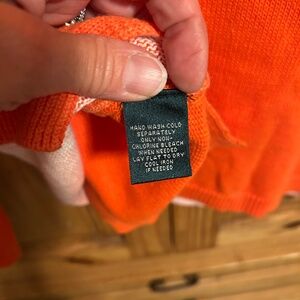 HAND WASH COLD
SEPARATELY
ONLY NON-
CHLORINE BLEACH
WHEN NEEDED
LAY FLAT TO DRY
COOL IRON
IF NEEDED